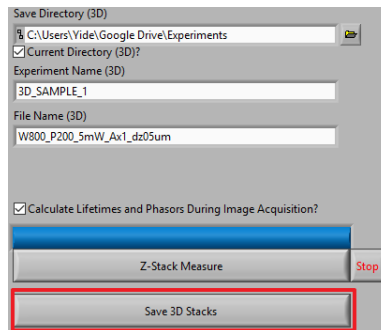 Save Directory (3D)
C:\Users\Yide\Google Drive\Experiments
Current Directory (3D)?
Experiment Name (3D)
3D_SAMPLE_1
File Name (3D)
W800_P200_5mW_Ax1_dz05um
Calculate Lifetimes and Phasors During Image Acquisition?
Z-Stack Measure
Stop
Save 3D Stacks